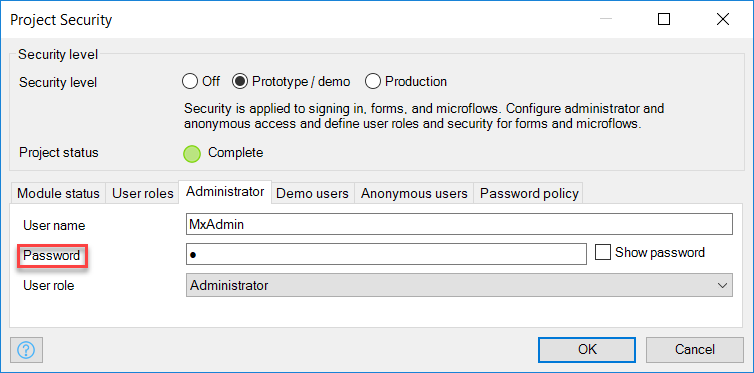 Project Security
Security level
Security level Off Prototype / demo Production
Security is applied to signing in, forms, and microflows. Configure administrator and
anonymous access and define user roles and security for forms and microflows.
Project status Complete
Module status User roles Administrator Demo users Anonymous users Password policy
User name MxAdmin
Password ● Show password
User role Administrator
? OK Cancel